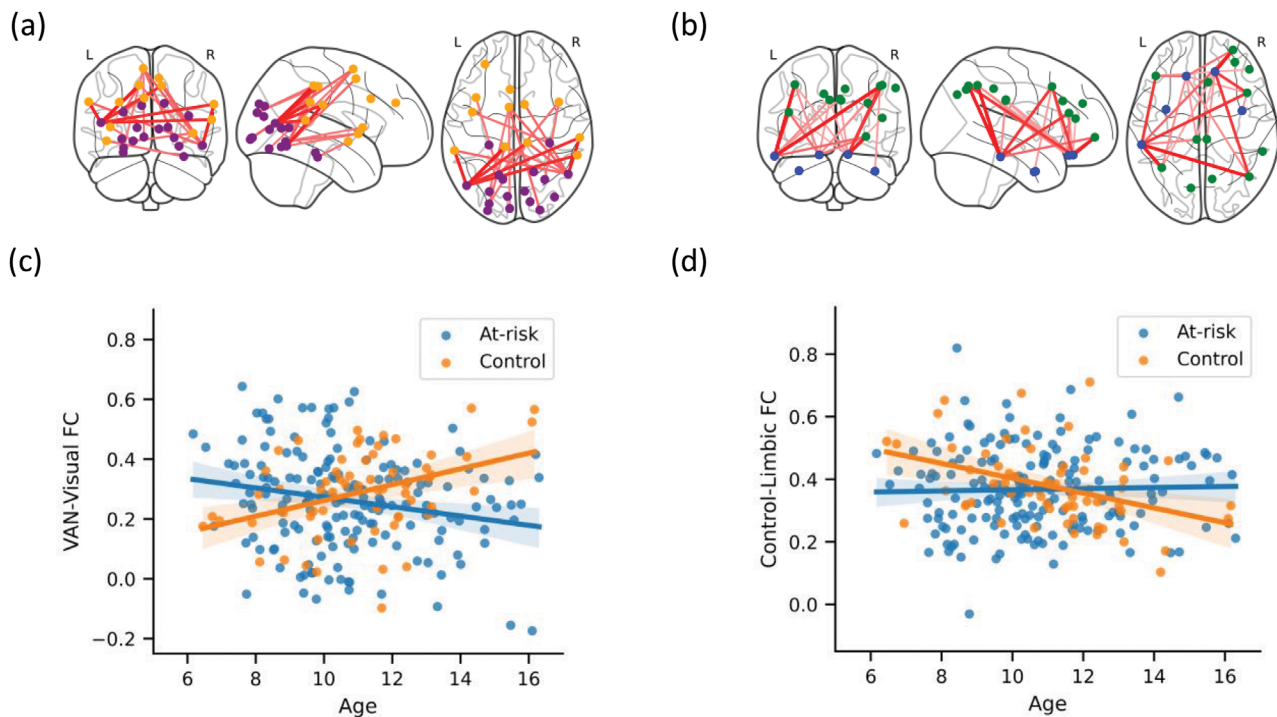 (a)
L
R
L
R
(b)
L
R
L
R
(c)
VAN-Visual FC
0.8
0.6
0.4
0.2
0.0
−0.2
At-risk
Control
6
8
10
12
14
16
Age
(d)
Control-Limbic FC
0.8
0.6
0.4
0.2
0.0
At-risk
Control
6
8
10
12
14
16
Age